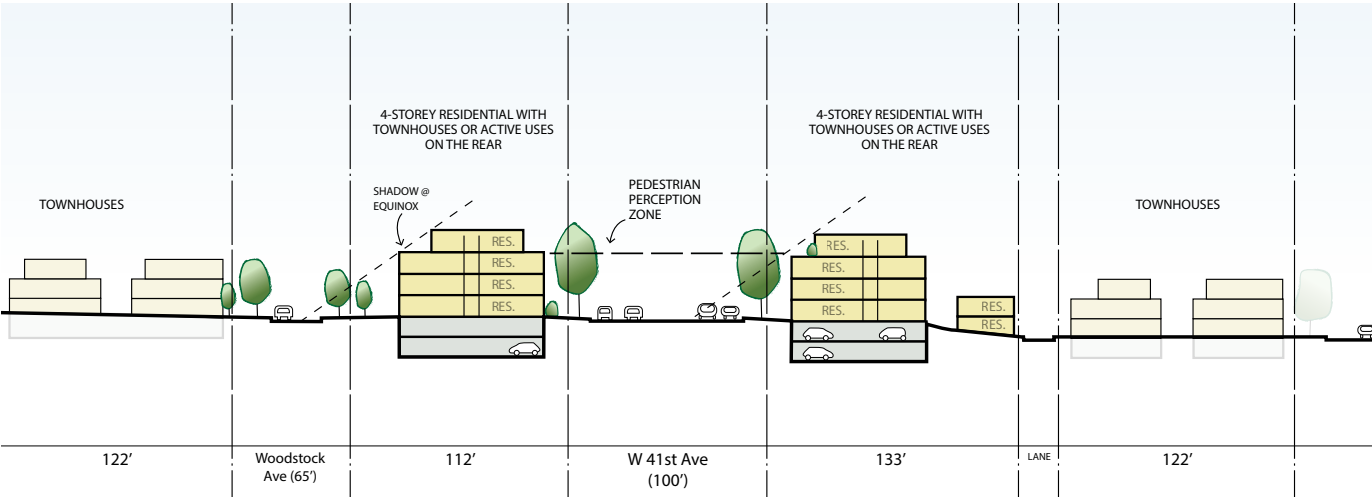 4-STOREY RESIDENTIAL WITH
TOWNHOUSES OR ACTIVE USES
ON THE REAR
4-STOREY RESIDENTIAL WITH
TOWNHOUSES OR ACTIVE USES
ON THE REAR
TOWNHOUSES
SHADOW @
EQUINOX
PEDESTRIAN
PERCEPTION
ZONE
TOWNHOUSES
RES.
RES.
RES.
RES.
RES.
RES.
RES.
RES.
RES.
RES.
122’
Woodstock
Ave (65’)
112’
W 41st Ave
(100’)
133’
LANE
122’